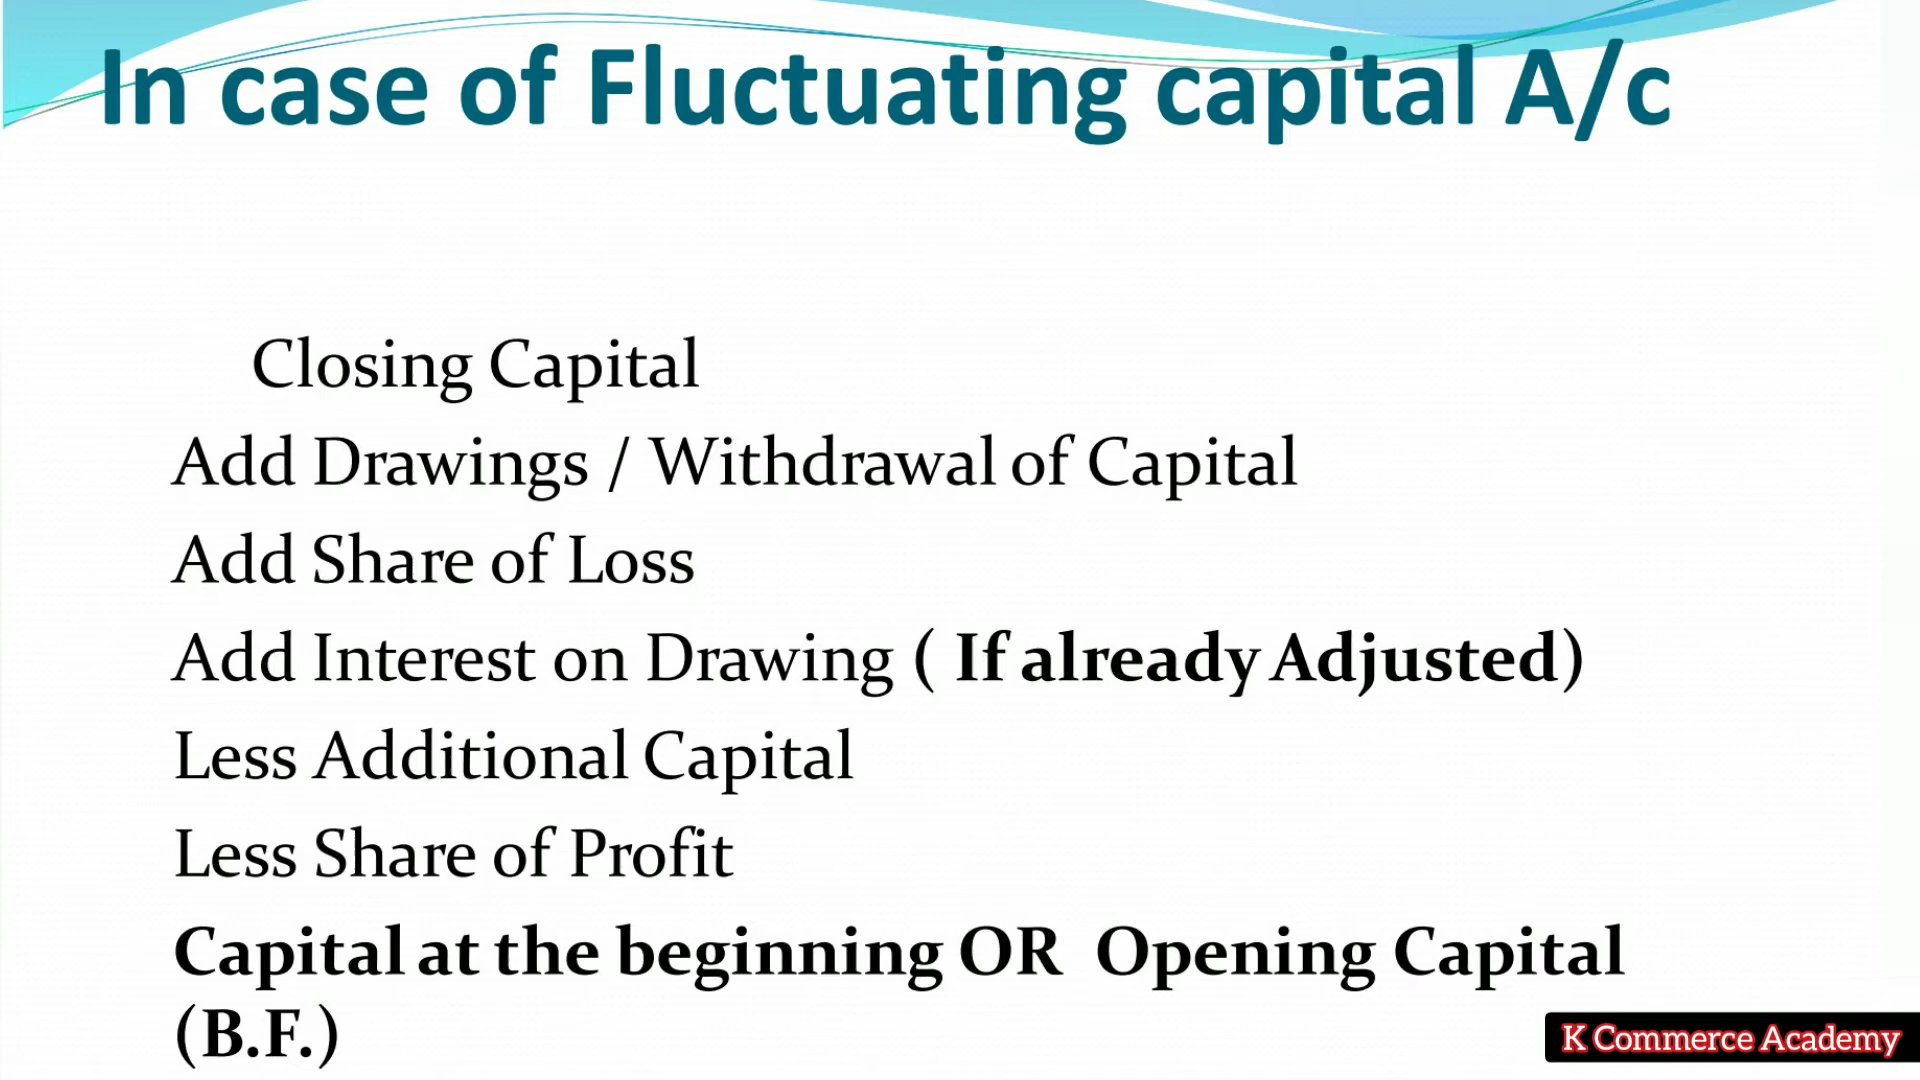 In case of Fluctuating capital A/c
Closing Capital
Add Drawings / Withdrawal of Capital
Add Share of Loss
Add Interest on Drawing ( If already Adjusted)
Less Additional Capital
Less Share of Profit
Capital at the beginning OR Opening Capital
(B.F.)
K Commerce Academy